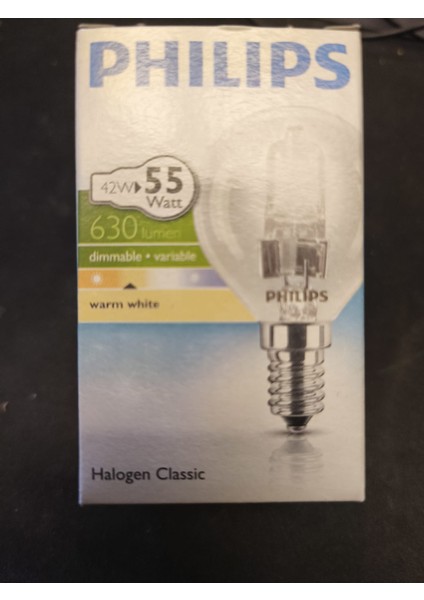 PHILIPS
42W▸55
Watt
630 lumen
dimmable • variable
PHILIPS
warm white
Halogen Classic